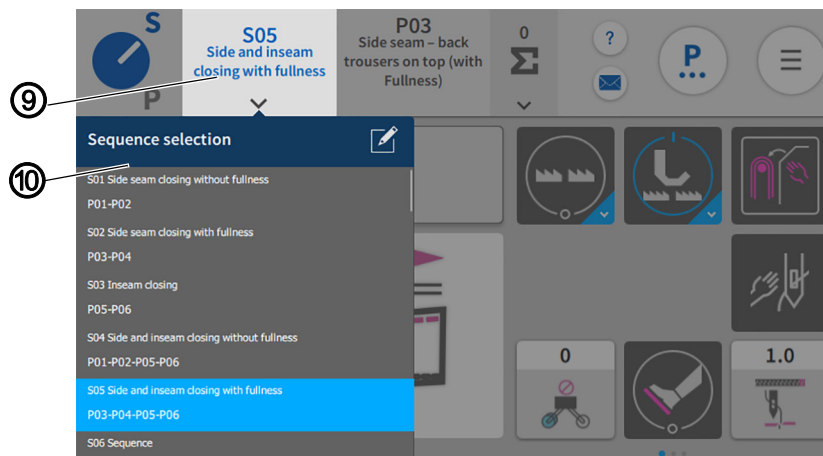 ⑨
S
P
S05
Side and inseam
closing with fullness
P03
Side seam – back
trousers on top (with
Fullness)
0
Σ
?
P
⑩
Sequence selection
S01 Side seam closing without fullness
P01-P02
S02 Side seam closing with fullness
P03-P04
S03 Inseam closing
P05-P06
S04 Side and inseam closing without fullness
P01-P02-P05-P06
S05 Side and inseam closing with fullness
P03-P04-P05-P06
S06 Sequence
0
1.0